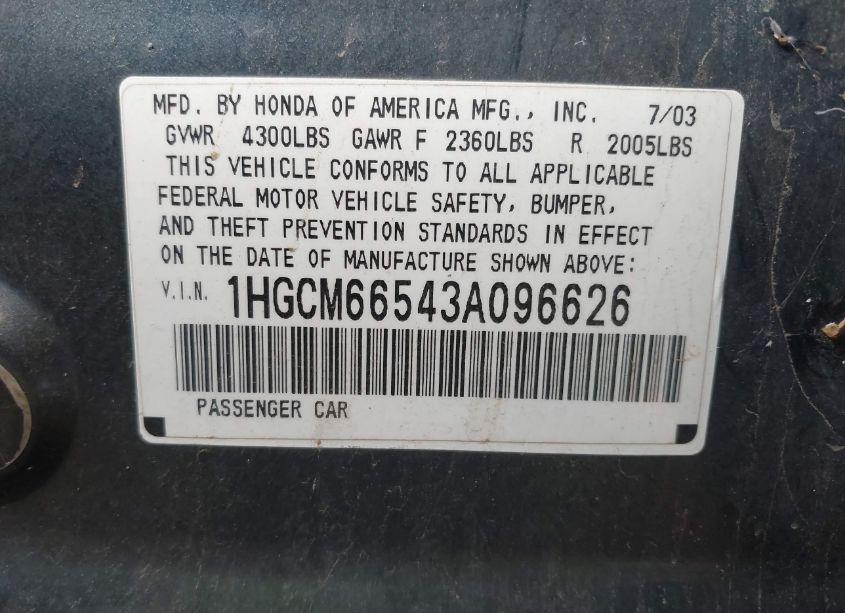 MFD. BY HONDA OF AMERICA MFG., INC. 7/03
GVWR 4300LBS GAWR F 2360LBS R 2005LBS
THIS VEHICLE CONFORMS TO ALL APPLICABLE
FEDERAL MOTOR VEHICLE SAFETY, BUMPER,
AND THEFT PREVENTION STANDARDS IN EFFECT
ON THE DATE OF MANUFACTURE SHOWN ABOVE:
V.I.N. 1HGCM66543A096626
PASSENGER CAR